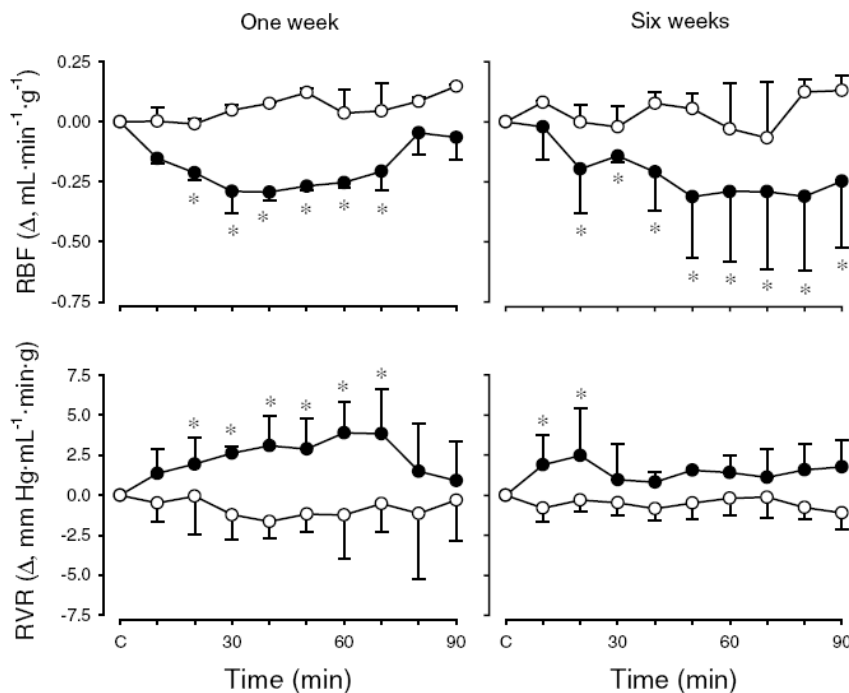 One week
Six weeks
RBF (Δ, mL·min⁻¹·g⁻¹)
0.25
0.00
-0.25
-0.50
-0.75
* * * * * *
* * * * * * * *
RVR (Δ, mm Hg·mL⁻¹·min·g)
7.5
5.0
2.5
0.0
-2.5
-5.0
-7.5
* * * * * *
* *
C 30 60 90
C 30 60 90
Time (min)
Time (min)